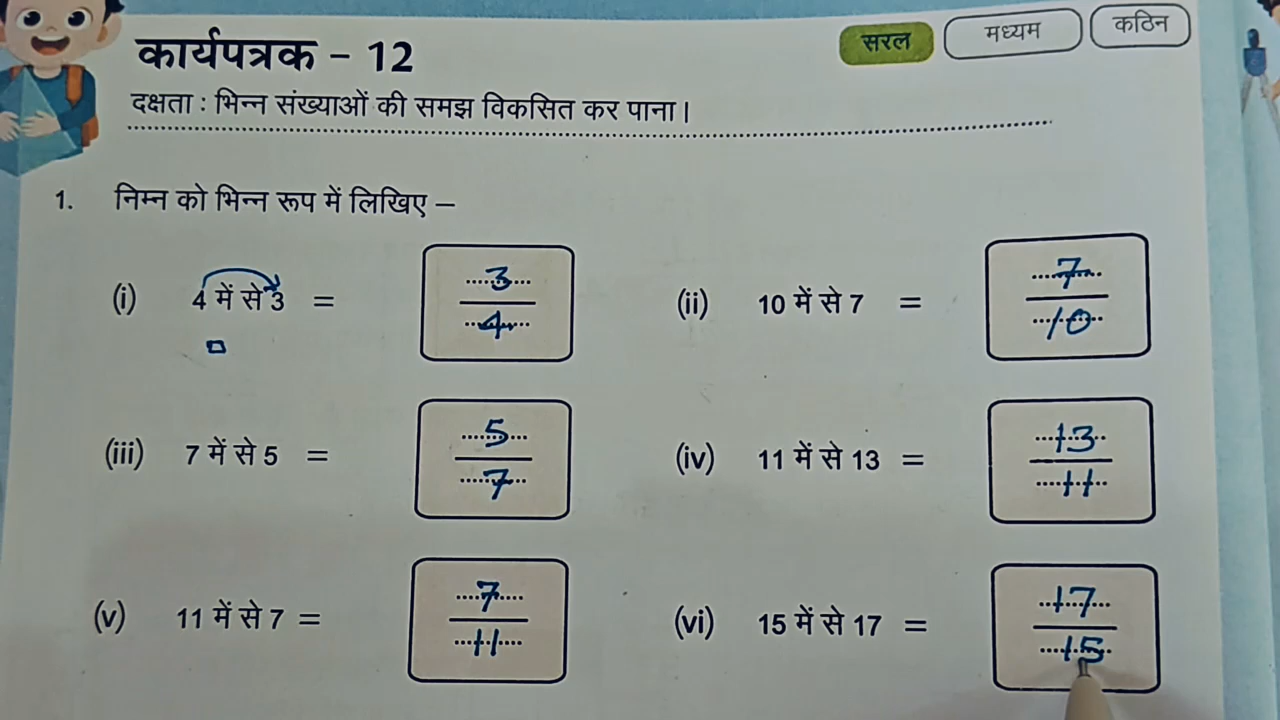 कार्यपत्रक – 12
सरल
मध्यम
कठिन
दक्षता : भिन्न संख्याओं की समझ विकसित कर पाना।
1. निम्न को भिन्न रूप में लिखिए –
(i) 4 में से 3 = 3/4
(ii) 10 में से 7 = 7/10
(iii) 7 में से 5 = 5/7
(iv) 11 में से 13 = 13/11
(v) 11 में से 7 = 7/11
(vi) 15 में से 17 = 17/15